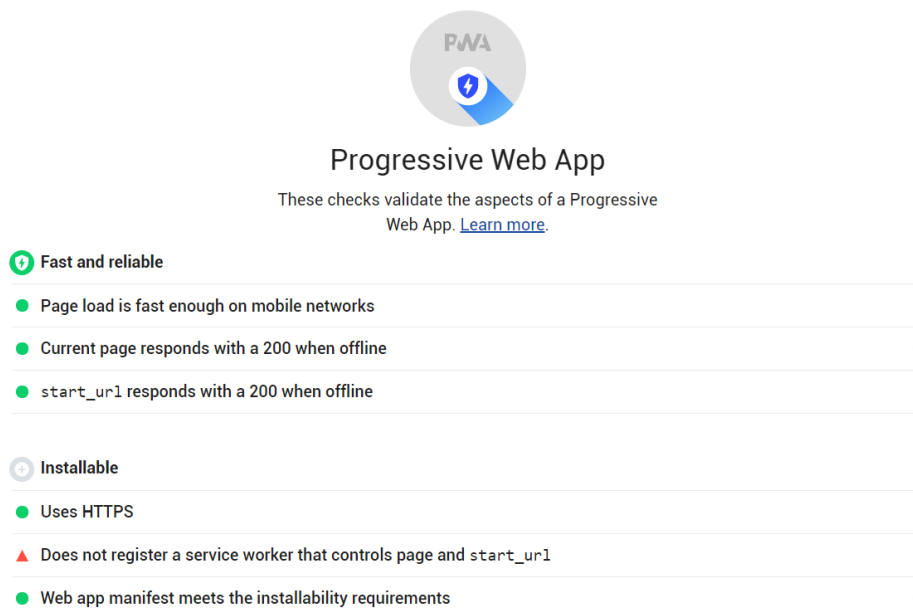 PWA
Progressive Web App
These checks validate the aspects of a Progressive
Web App. Learn more.
Fast and reliable
Page load is fast enough on mobile networks
Current page responds with a 200 when offline
start_url responds with a 200 when offline
Installable
Uses HTTPS
Does not register a service worker that controls page and start_url
Web app manifest meets the installability requirements